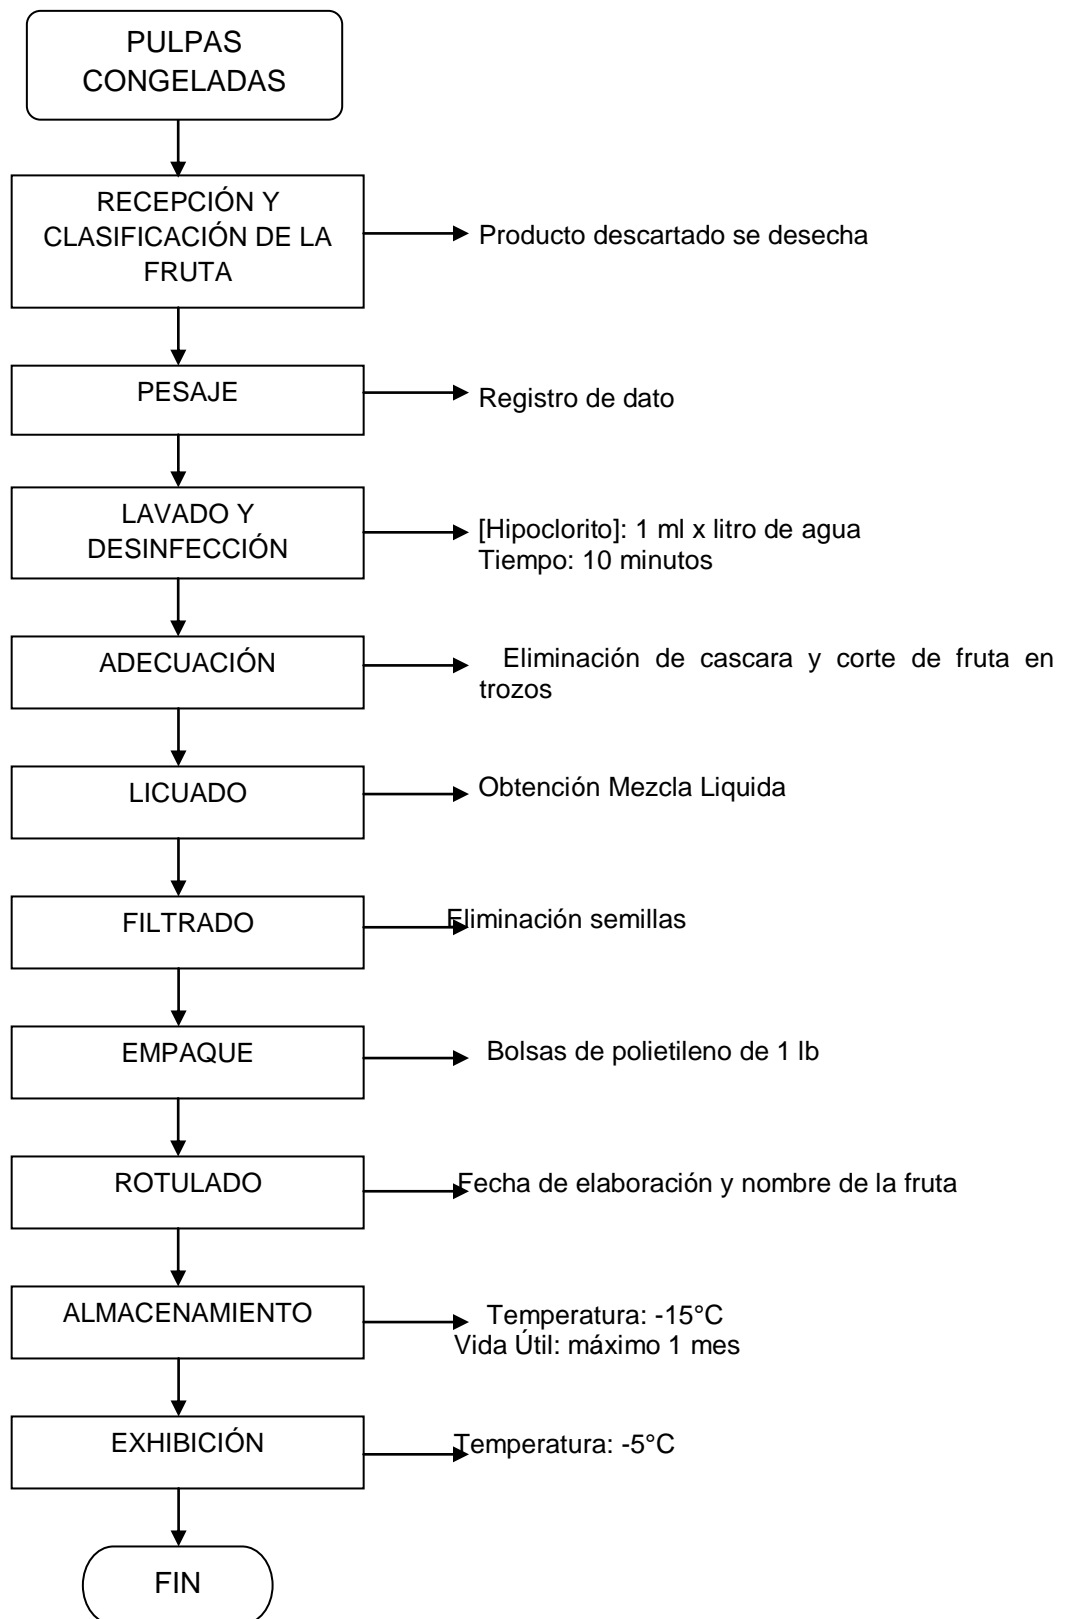 PULPAS
CONGELADAS
RECEPCIÓN Y
CLASIFICACIÓN DE LA
FRUTA
Producto descartado se desecha
PESAJE
Registro de dato
LAVADO Y
DESINFECCIÓN
[Hipoclorito]: 1 ml x litro de agua
Tiempo: 10 minutos
ADECUACIÓN
Eliminación de cascara y corte de fruta en
trozos
LICUADO
Obtención Mezcla Liquida
FILTRADO
Eliminación semillas
EMPAQUE
Bolsas de polietileno de 1 lb
ROTULADO
Fecha de elaboración y nombre de la fruta
ALMACENAMIENTO
Temperatura: -15°C
Vida Útil: máximo 1 mes
EXHIBICIÓN
Temperatura: -5°C
FIN